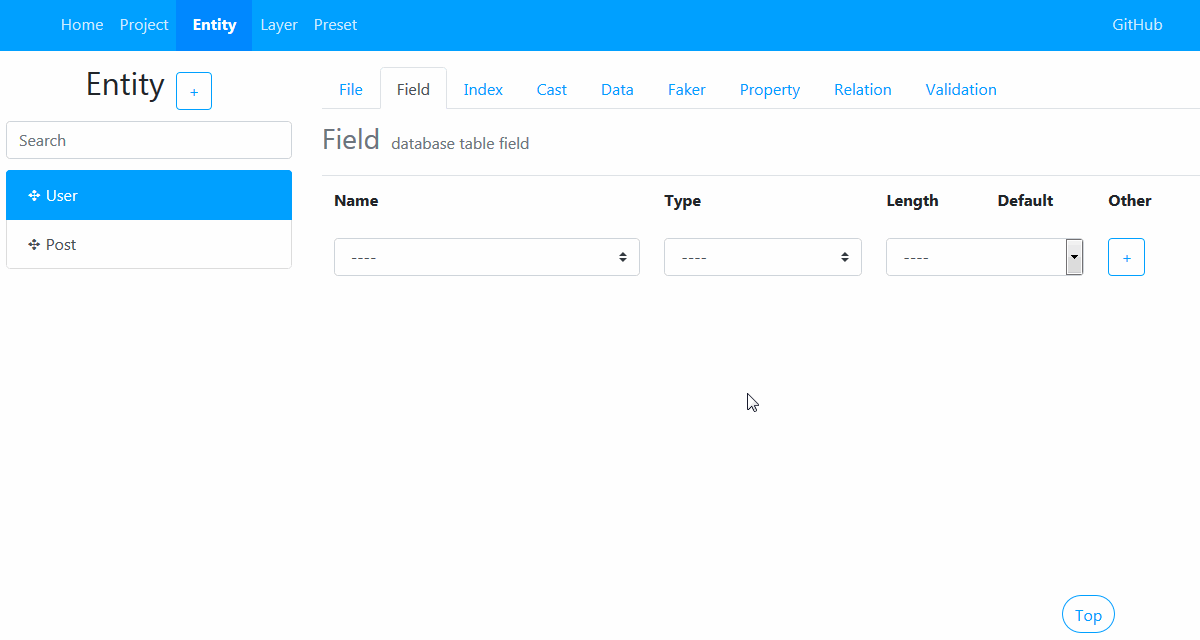 Home Project Entity Layer Preset GitHub
Entity +
Search
User
Post
File Field Index Cast Data Faker Property Relation Validation
Field database table field
Name Type Length Default Other
---- ---- ---- +
Top